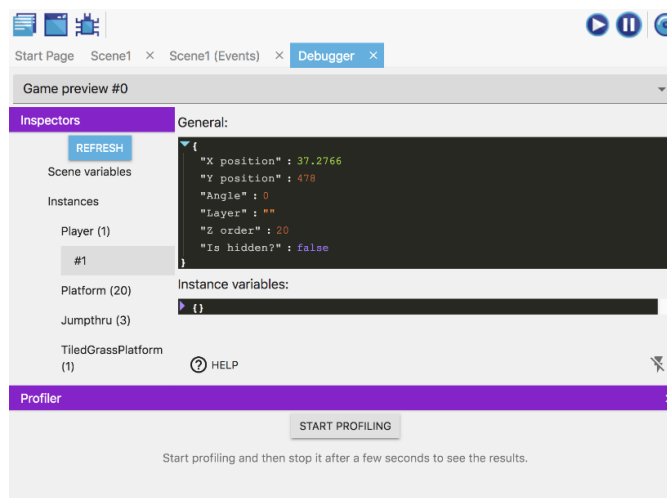 Start Page Scene1 × Scene1 (Events) × Debugger ×
Game preview #0
Inspectors
REFRESH
Scene variables
Instances
Player (1)
#1
Platform (20)
Jumpthru (3)
TiledGrassPlatform
(1)
General:
{
"X position" : 37.2766
"Y position" : 478
"Angle" : 0
"Layer" : ""
"Z order" : 20
"Is hidden?" : false
}
Instance variables:
{}
HELP
Profiler
START PROFILING
Start profiling and then stop it after a few seconds to see the results.